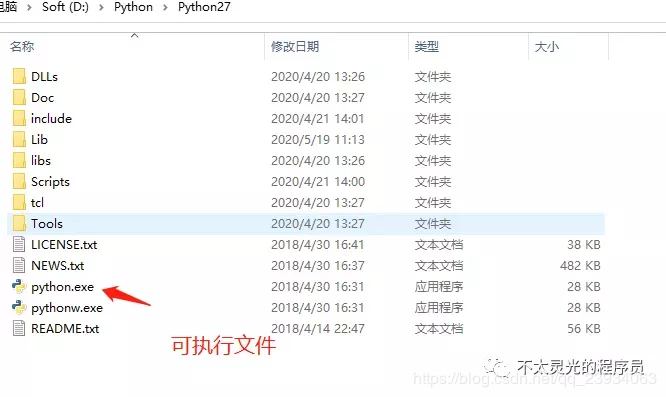 电脑 > Soft (D:) > Python > Python27
名称 修改日期 类型 大小
DLLs 2020/4/20 13:26 文件夹
Doc 2020/4/20 13:27 文件夹
include 2020/4/21 14:01 文件夹
Lib 2020/5/19 11:13 文件夹
libs 2020/4/20 13:26 文件夹
Scripts 2020/4/21 14:00 文件夹
tcl 2020/4/20 13:27 文件夹
Tools 2020/4/20 13:27 文件夹
LICENSE.txt 2018/4/30 16:41 文本文档 38 KB
NEWS.txt 2018/4/30 16:37 文本文档 482 KB
python.exe 2018/4/30 16:31 应用程序 28 KB
pythonw.exe 2018/4/30 16:31 应用程序 28 KB
README.txt 2018/4/14 22:47 文本文档 56 KB
可执行文件
不太灵光的程序员
https://blog.csdn.net/qq_23934063